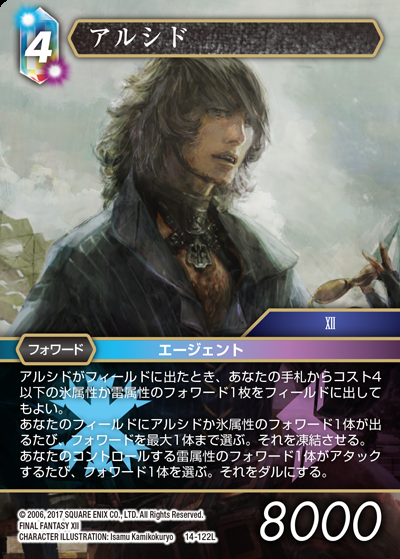 4
アルシド
XII
フォワード
エージェント
アルシドがフィールドに出たとき、あなたの手札からコスト4
以下の氷属性か雷属性のフォワード1枚をフィールドに出して
もよい。
あなたのフィールドにアルシドか氷属性のフォワード1体が出
るたび、フォワードを最大1体まで選ぶ。それを凍結させる。
あなたのコントロールする雷属性のフォワード1体がアタック
するたび、フォワード1体を選ぶ。それをダルにする。
© 2006, 2017 SQUARE ENIX CO., LTD. All Rights Reserved.
FINAL FANTASY XII
CHARACTER ILLUSTRATION: Isamu Kamikokuryo
14-122L
8000